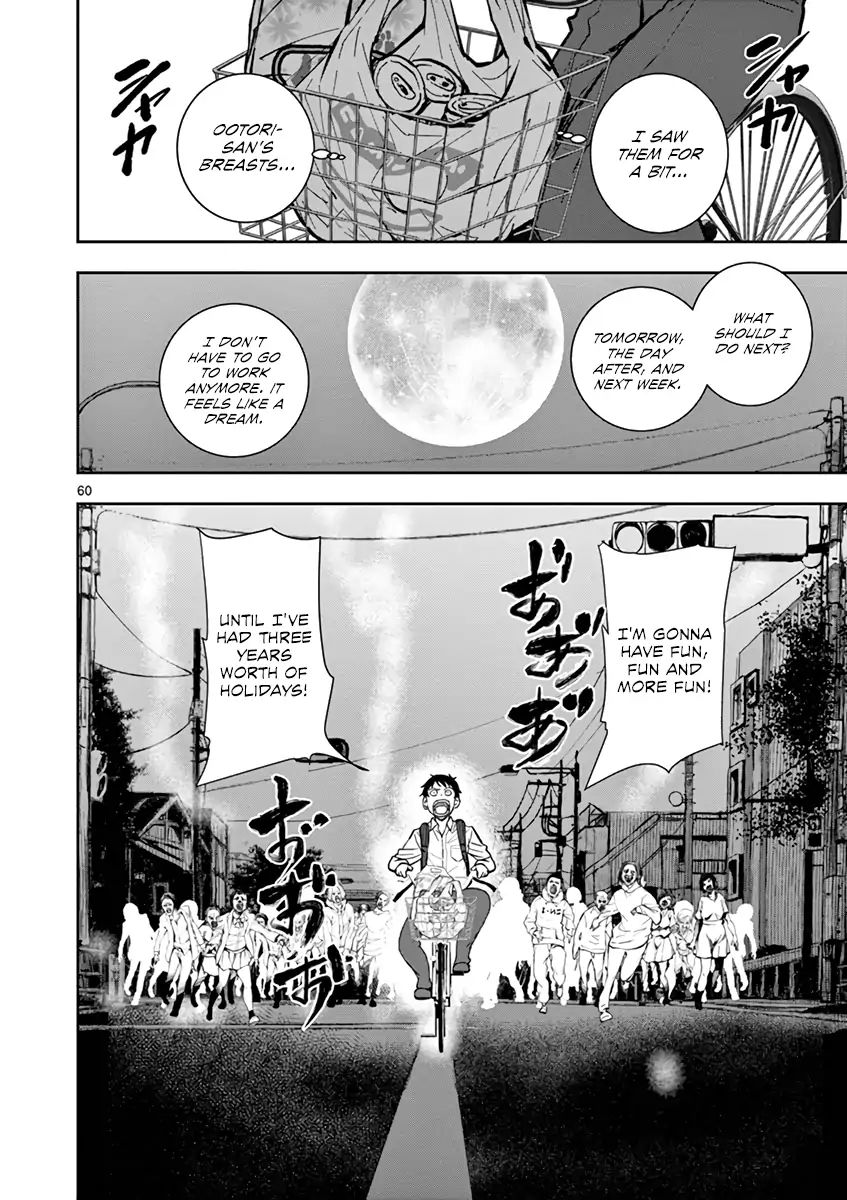 シャ
シャ
I SAW
THEM FOR
A BIT...
OOTORI-
SAN'S
BREASTS...
WHAT
SHOULD I
DO NEXT?
TOMORROW,
THE DAY
AFTER, AND
NEXT WEEK.
I DON'T
HAVE TO GO
TO WORK
ANYMORE. IT
FEELS LIKE A
DREAM.
60
I'M GONNA
HAVE FUN,
FUN AND
MORE FUN!
UNTIL I'VE
HAD THREE
YEARS
WORTH OF
HOLIDAYS!
おおお
おおお